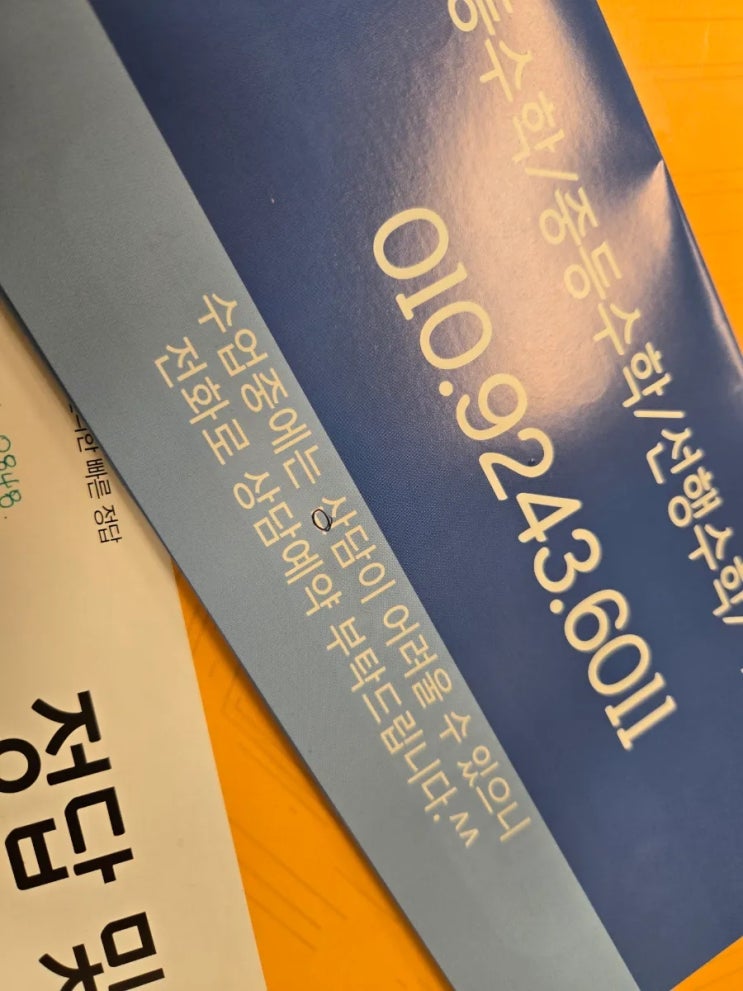 등수학/중등수학/선행수학/
010.9243.6011
수업중에는 상담이 어려울 수 있으니
전화로 상담예약 부탁드립니다.^^
한 빠른 정답
0848.
정답 및